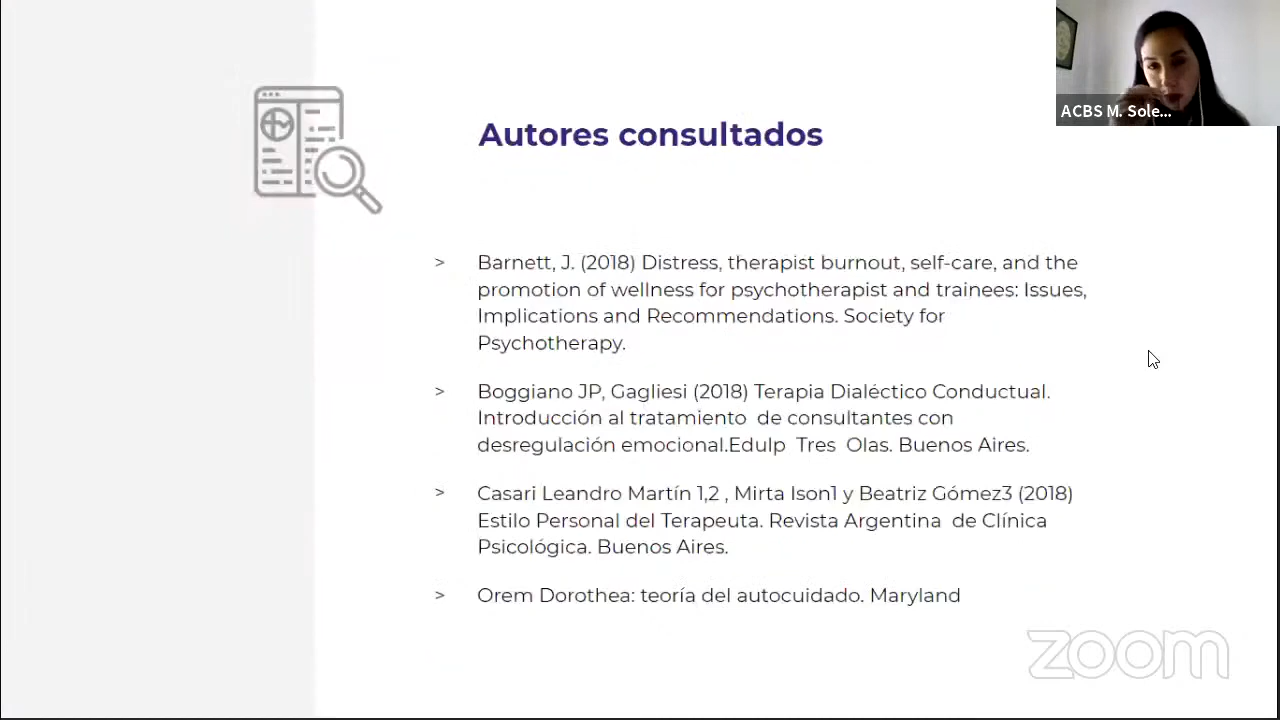 ACBS M. Sole...
Autores consultados
> Barnett, J. (2018) Distress, therapist burnout, self-care, and the
promotion of wellness for psychotherapist and trainees: Issues,
Implications and Recommendations. Society for
Psychotherapy.
> Boggiano JP, Gagliesi (2018) Terapia Dialéctico Conductual.
Introducción al tratamiento  de consultantes con
desregulación emocional.Edulp  Tres  Olas. Buenos Aires.
> Casari Leandro Martín 1,2 , Mirta Ison1 y Beatriz Gómez3 (2018)
Estilo Personal del Terapeuta. Revista Argentina  de Clínica
Psicológica. Buenos Aires.
> Orem Dorothea: teoría del autocuidado. Maryland
zoom